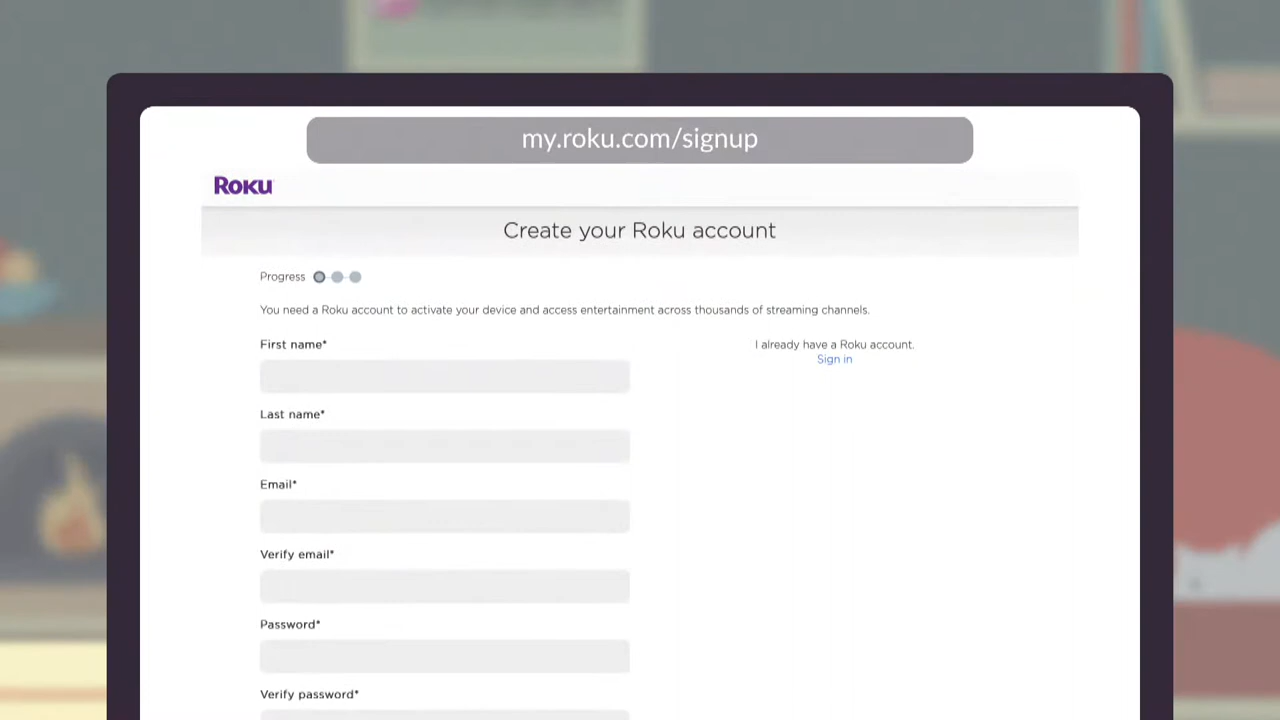 my.roku.com/signup
ROKU
Create your Roku account
Progress
You need a Roku account to activate your device and access entertainment across thousands of streaming channels.
First name*
I already have a Roku account.
Sign in
Last name*
Email*
Verify email*
Password*
Verify password*